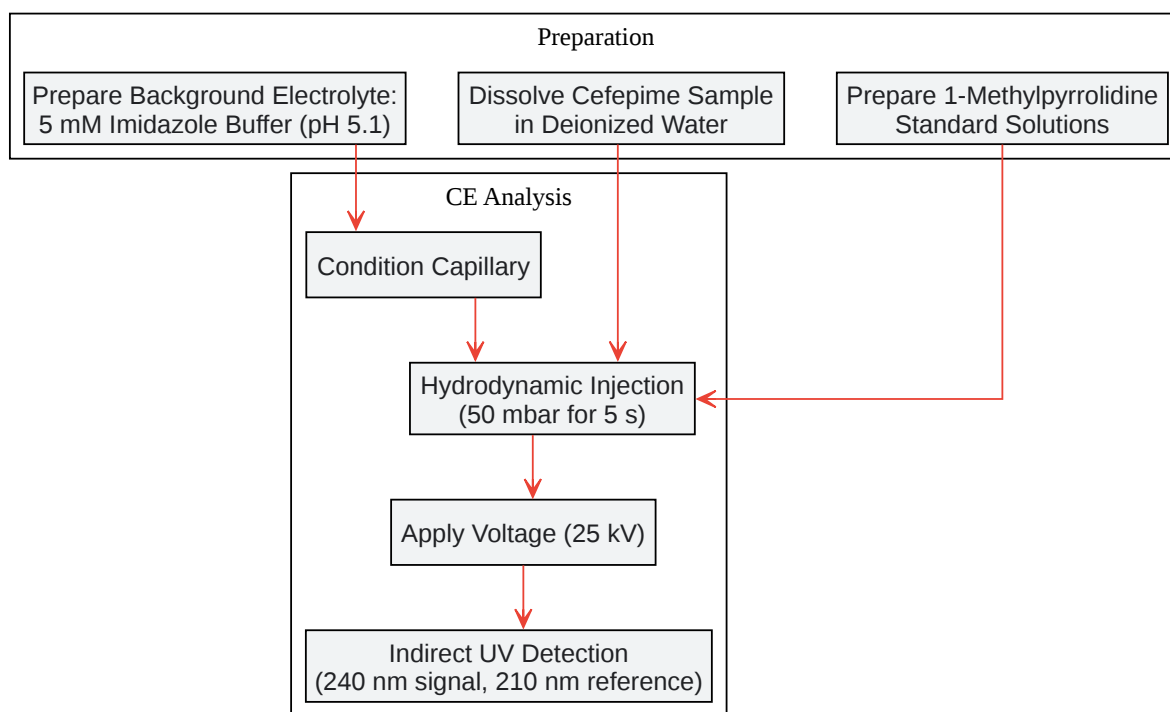 Preparation
Prepare Background Electrolyte:
5 mM Imidazole Buffer (pH 5.1)
Dissolve Cefepime Sample
in Deionized Water
Prepare 1-Methylpyrrolidine
Standard Solutions
CE Analysis
Condition Capillary
Hydrodynamic Injection
(50 mbar for 5 s)
Apply Voltage (25 kV)
Indirect UV Detection
(240 nm signal, 210 nm reference)